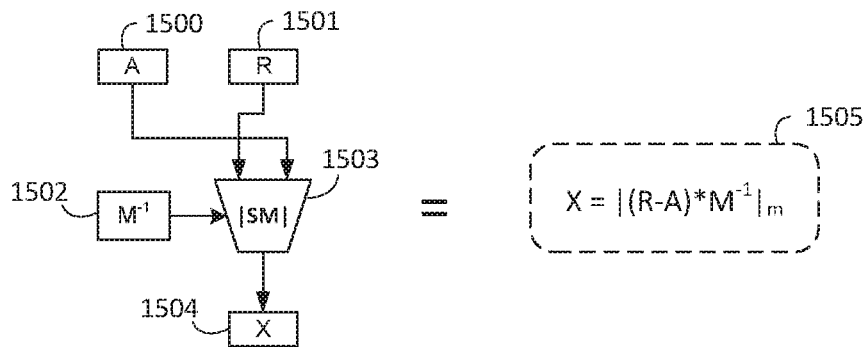 1500
1501
A
R
1505
1503
1502
M⁻¹
|SM|
=
X = |(R-A)*M⁻¹|ₘ
1504
X